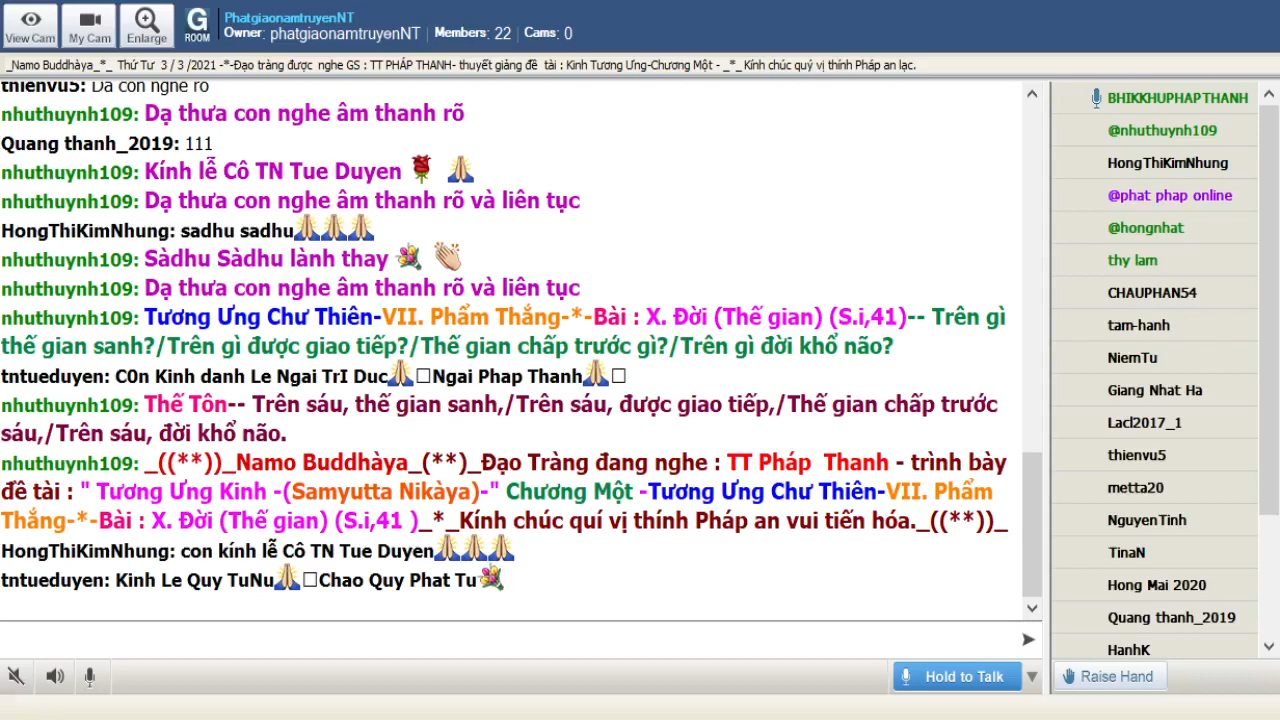 View Cam
My Cam
Enlarge
G
ROOM
PhatgiaonamtruyenNT
Owner: phatgiaonamtruyenNT | Members: 22 | Cams: 0
_Namo Buddhàya_*_ Thứ Tư 3 / 3 /2021 -*-Đạo tràng được nghe GS : TT PHÁP THANH- thuyết giảng đề tài : Kinh Tương Ưng-Chương Một - _*_ Kính chúc quý vị thính Pháp an lạc.
thienvu5: Da con nghe ro
nhuthuynh109: Dạ thưa con nghe âm thanh rõ
Quang thanh_2019: 111
nhuthuynh109: Kính lễ Cô TN Tue Duyen 🌹 🙏
nhuthuynh109: Dạ thưa con nghe âm thanh rõ và liên tục
HongThiKimNhung: sadhu sadhu🙏🙏🙏
nhuthuynh109: Sàdhu Sàdhu lành thay 💐 👏
nhuthuynh109: Dạ thưa con nghe âm thanh rõ và liên tục
nhuthuynh109: Tương Ưng Chư Thiên-VII. Phẩm Thắng-*-Bài : X. Đời (Thế gian) (S.i,41)-- Trên gì
thế gian sanh?/Trên gì được giao tiếp?/Thế gian chấp trước gì?/Trên gì đời khổ não?
tntueduyen: C0n Kinh danh Le Ngai TrI Duc🙏□Ngai Phap Thanh🙏□
nhuthuynh109: Thế Tôn-- Trên sáu, thế gian sanh,/Trên sáu, được giao tiếp,/Thế gian chấp trước
sáu,/Trên sáu, đời khổ não.
nhuthuynh109: _((**))_Namo Buddhàya_(**)_Đạo Tràng đang nghe : TT Pháp Thanh - trình bày
đề tài : " Tương Ưng Kinh -(Samyutta Nikàya)-" Chương Một -Tương Ưng Chư Thiên-VII. Phẩm
Thắng-*-Bài : X. Đời (Thế gian) (S.i,41 )_*_Kính chúc quí vị thính Pháp an vui tiến hóa._((**))_
HongThiKimNhung: con kính lễ Cô TN Tue Duyen🙏🙏🙏
tntueduyen: Kinh Le Quy TuNu🙏□Chao Quy Phat Tu💐
Hold to Talk
BHIKKHUPHAPTHANH
@nhuthuynh109
HongThiKimNhung
@phat phap online
@hongnhat
thy lam
CHAUPHAN54
tam-hanh
NiemTu
Giang Nhat Ha
Lacl2017_1
thienvu5
metta20
NguyenTinh
TinaN
Hong Mai 2020
Quang thanh_2019
HanhK
Raise Hand